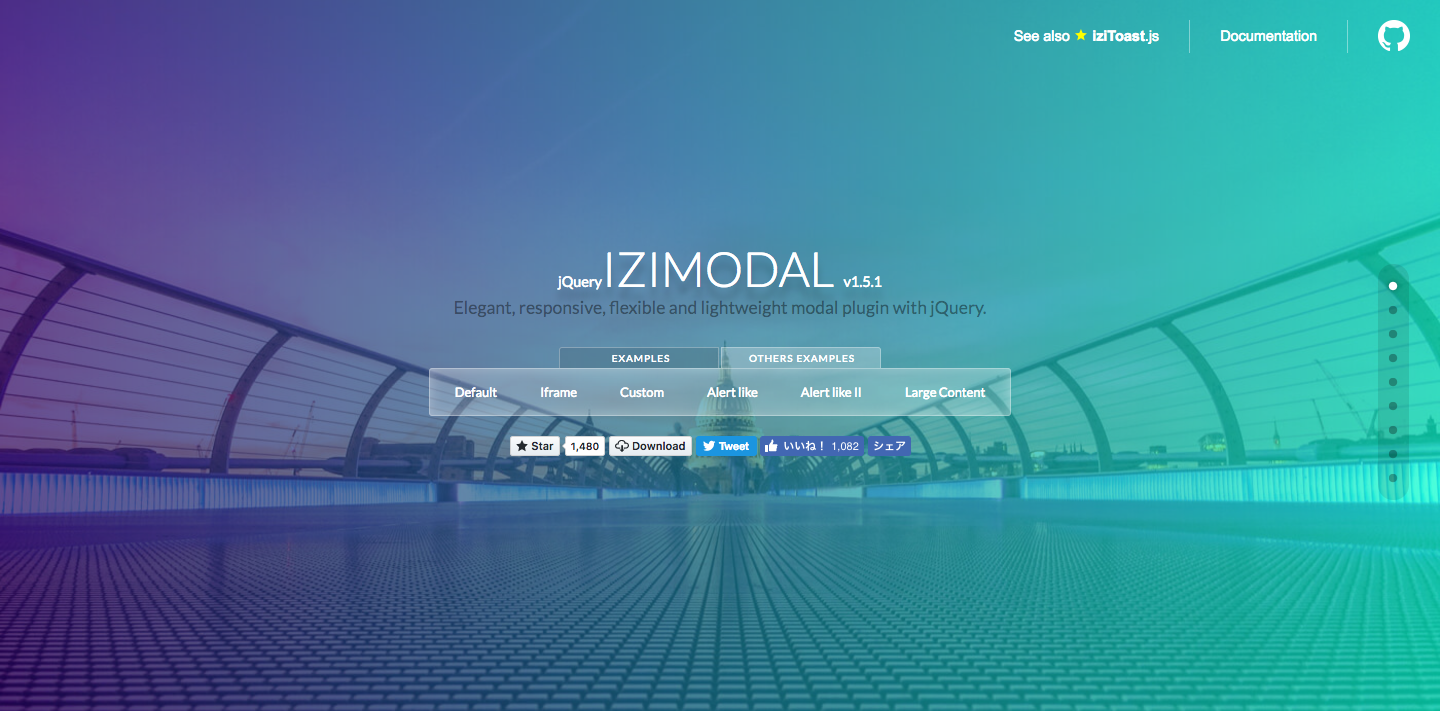 See also ★ iziToast.js
Documentation
jQuery IZIMODAL v1.5.1
Elegant, responsive, flexible and lightweight modal plugin with jQuery.
EXAMPLES
OTHERS EXAMPLES
Default Iframe Custom Alert like Alert like II Large Content
Star 1,480 Download Tweet いいね！ 1,082 シェア